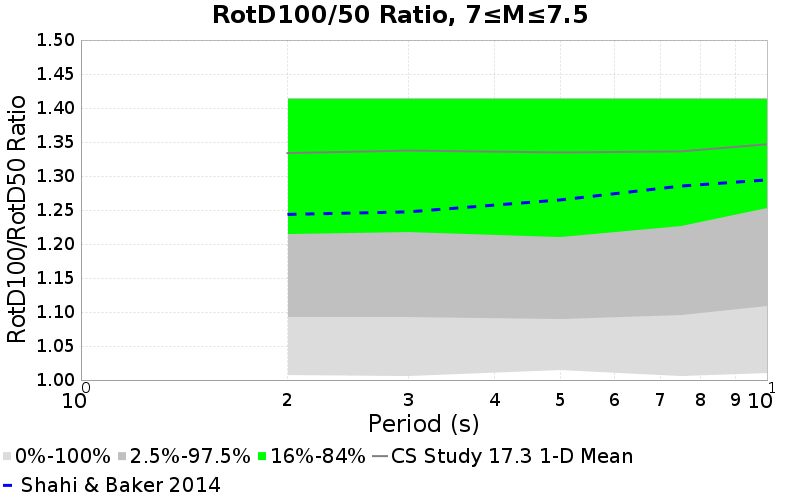 RotD100/50 Ratio, 7≤M≤7.5
RotD100/RotD50 Ratio
1.50
1.45
1.40
1.35
1.30
1.25
1.20
1.15
1.10
1.05
1.00
10^0 2 3 4 5 6 7 8 9 10^1
Period (s)
0%-100% 2.5%-97.5% 16%-84% CS Study 17.3 1-D Mean
Shahi & Baker 2014